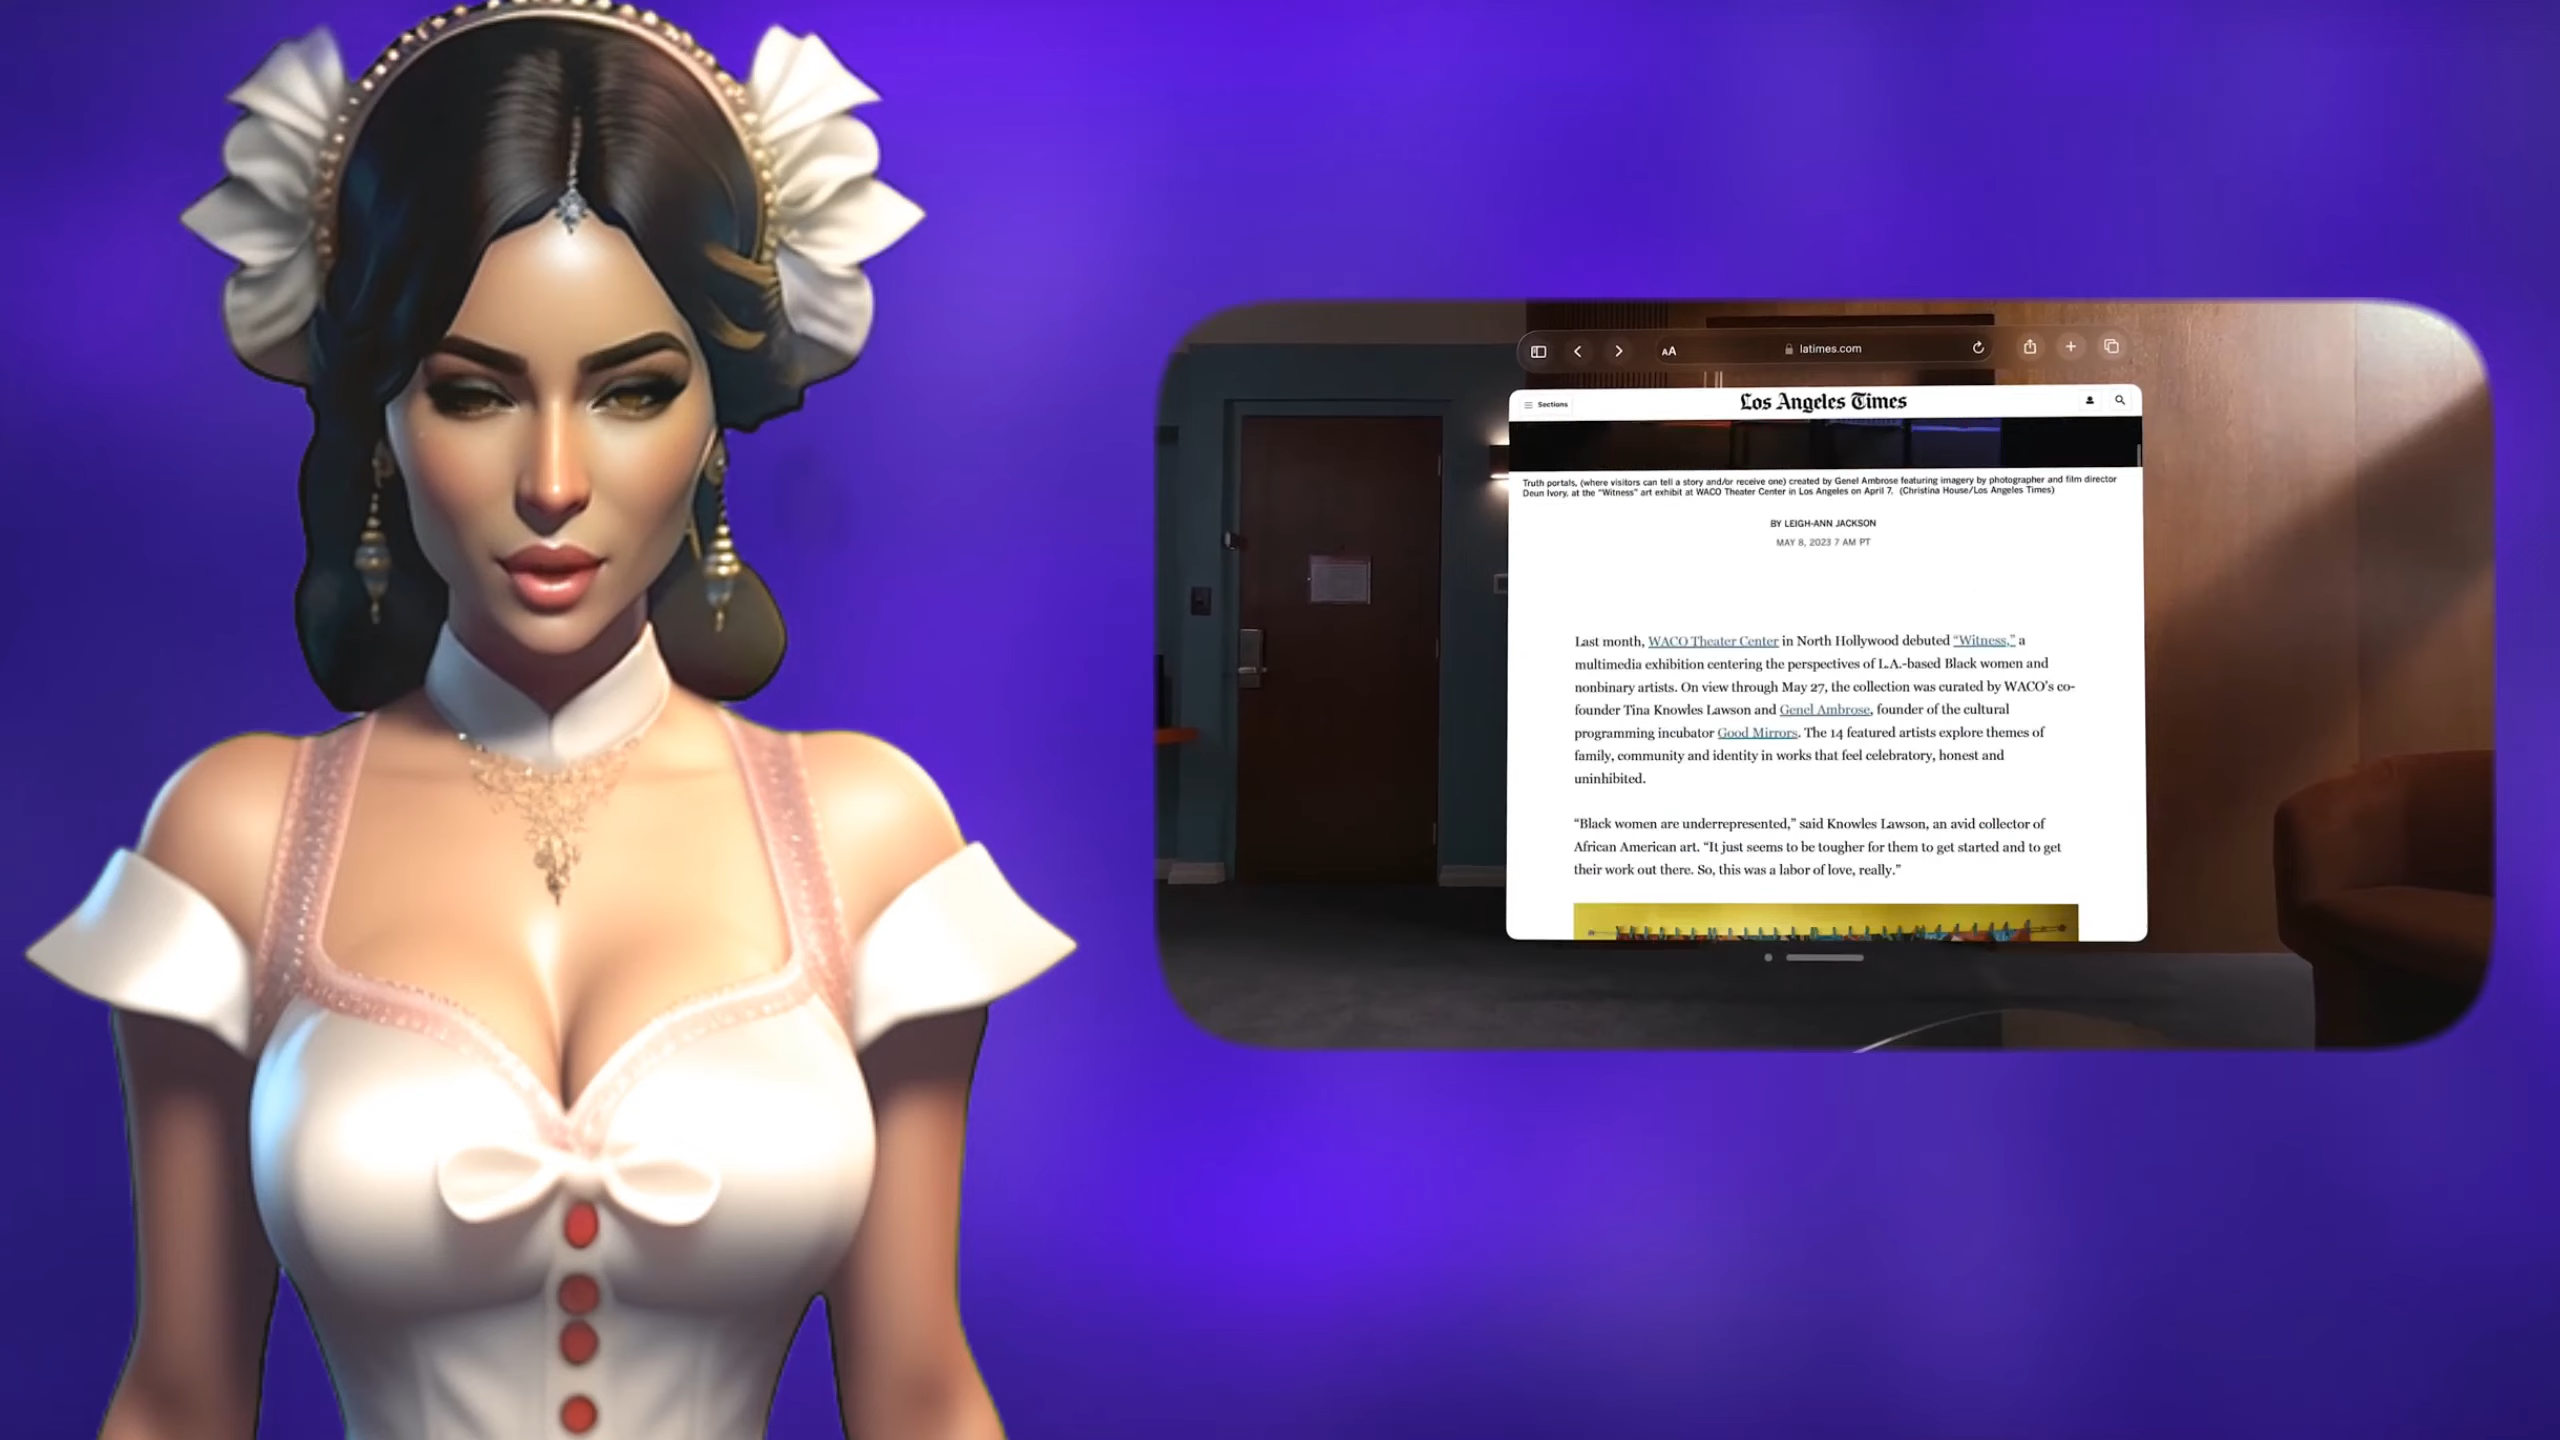 AA latimes.com
Sections
Los Angeles Times
Truth portals, (where visitors can tell a story and/or receive one) created by Genel Ambrose featuring imagery by photographer and film director
Deun Ivory, at the “Witness” art exhibit at WACO Theater Center in Los Angeles on April 7. (Christina House/Los Angeles Times)
BY LEIGH-ANN JACKSON
MAY 8, 2023 7 AM PT
Last month, WACO Theater Center in North Hollywood debuted “Witness,” a
multimedia exhibition centering the perspectives of L.A.-based Black women and
nonbinary artists. On view through May 27, the collection was curated by WACO’s co-
founder Tina Knowles Lawson and Genel Ambrose, founder of the cultural
programming incubator Good Mirrors. The 14 featured artists explore themes of
family, community and identity in works that feel celebratory, honest and
uninhibited.
“Black women are underrepresented,” said Knowles Lawson, an avid collector of
African American art. “It just seems to be tougher for them to get started and to get
their work out there. So, this was a labor of love, really.”